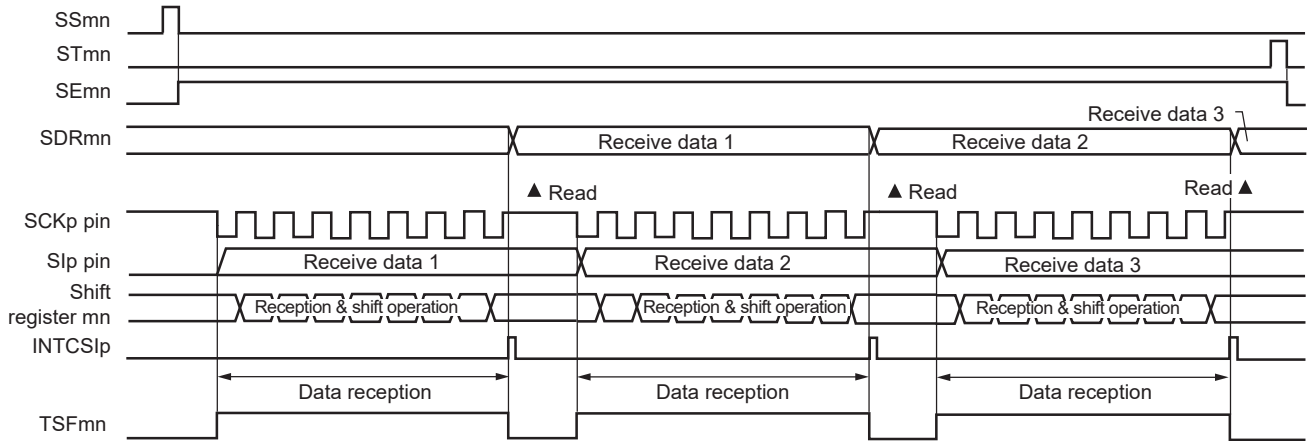 SSmn
STmn
SEmn
Receive data 3
SDRmn Receive data 1 Receive data 2
▲ Read ▲ Read Read ▲
SCKp pin
SIp pin Receive data 1 Receive data 2 Receive data 3
Shift
register mn Reception & shift operation Reception & shift operation Reception & shift operation
INTCSIp
Data reception Data reception Data reception
TSFmn